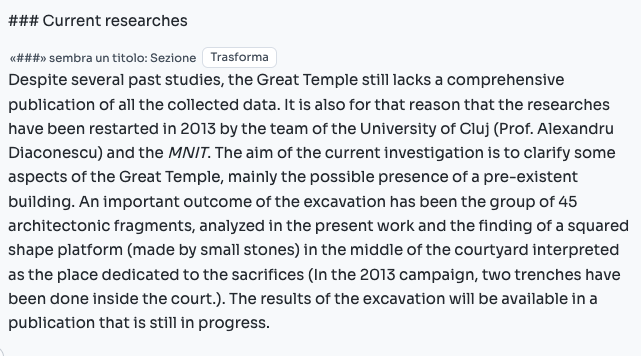 ### Current researches
«###» sembra un titolo: Sezione Trasforma
Despite several past studies, the Great Temple still lacks a comprehensive
publication of all the collected data. It is also for that reason that the researches
have been restarted in 2013 by the team of the University of Cluj (Prof. Alexandru
Diaconescu) and the MNIT. The aim of the current investigation is to clarify some
aspects of the Great Temple, mainly the possible presence of a pre-existent
building. An important outcome of the excavation has been the group of 45
architectonic fragments, analyzed in the present work and the finding of a squared
shape platform (made by small stones) in the middle of the courtyard interpreted
as the place dedicated to the sacrifices (In the 2013 campaign, two trenches have
been done inside the court.). The results of the excavation will be available in a
publication that is still in progress.